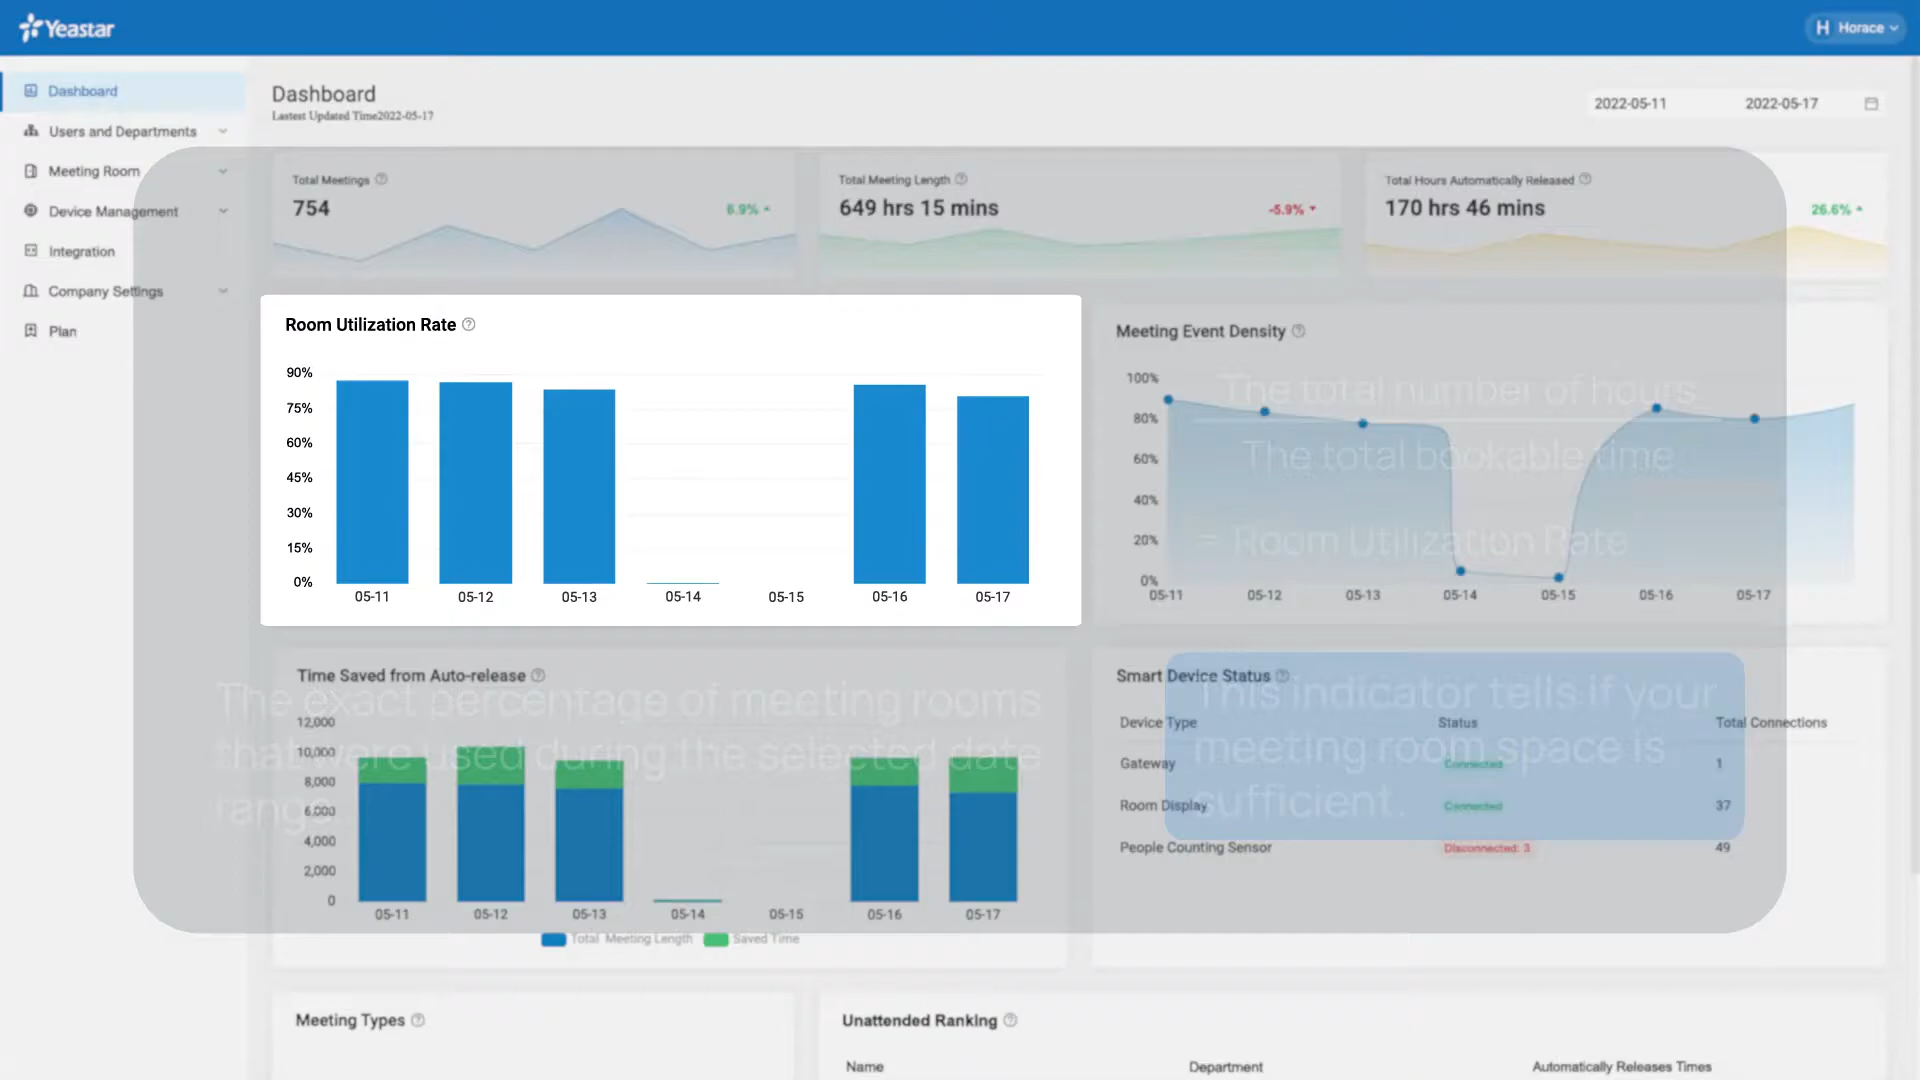 Yeastar
H Horace
Dashboard
Users and Departments
Meeting Room
Device Management
Integration
Company Settings
Plan
Dashboard
Lastest Updated Time2022-05-17
2022-05-11 2022-05-17
Total Meetings
754
6.9%
Total Meeting Length
649 hrs 15 mins
-5.9%
Total Hours Automatically Released
170 hrs 46 mins
26.6%
Room Utilization Rate
90%
75%
60%
45%
30%
15%
0%
05-11 05-12 05-13 05-14 05-15 05-16 05-17
Meeting Event Density
100%
80%
60%
40%
20%
0%
05-11 05-12 05-13 05-14 05-15 05-16 05-17
The total number of hours
The total bookable time
= Room Utilization Rate
Time Saved from Auto-release
12,000
10,000
8,000
6,000
4,000
2,000
0
05-11 05-12 05-13 05-14 05-15 05-16 05-17
Total Meeting Length Saved Time
The exact percentage of meeting rooms
that were used during the selected date
range.
Smart Device Status
Device Type Status Total Connections
Gateway Connected 1
Room Display Connected 37
People Counting Sensor Disconnected: 3 49
This indicator tells if your
meeting room space is
sufficient.
Meeting Types
Unattended Ranking
Name Department Automatically Releases Times